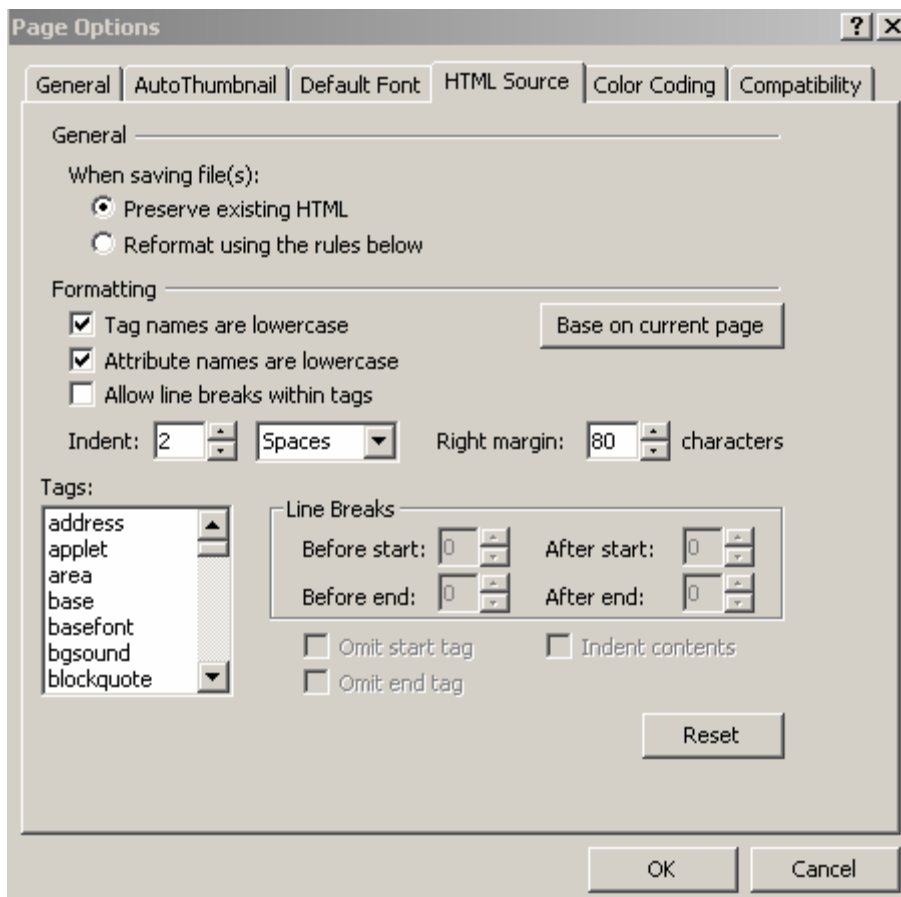 Page Options
General AutoThumbnail Default Font HTML Source Color Coding Compatibility
General
When saving file(s):
Preserve existing HTML
Reformat using the rules below
Formatting
Tag names are lowercase
Base on current page
Attribute names are lowercase
Allow line breaks within tags
Indent: 2 Spaces Right margin: 80 characters
Tags:
address
applet
area
base
basefont
bgsound
blockquote
Line Breaks
Before start: 0 After start: 0
Before end: 0 After end: 0
Omit start tag Indent contents
Omit end tag
Reset
OK Cancel